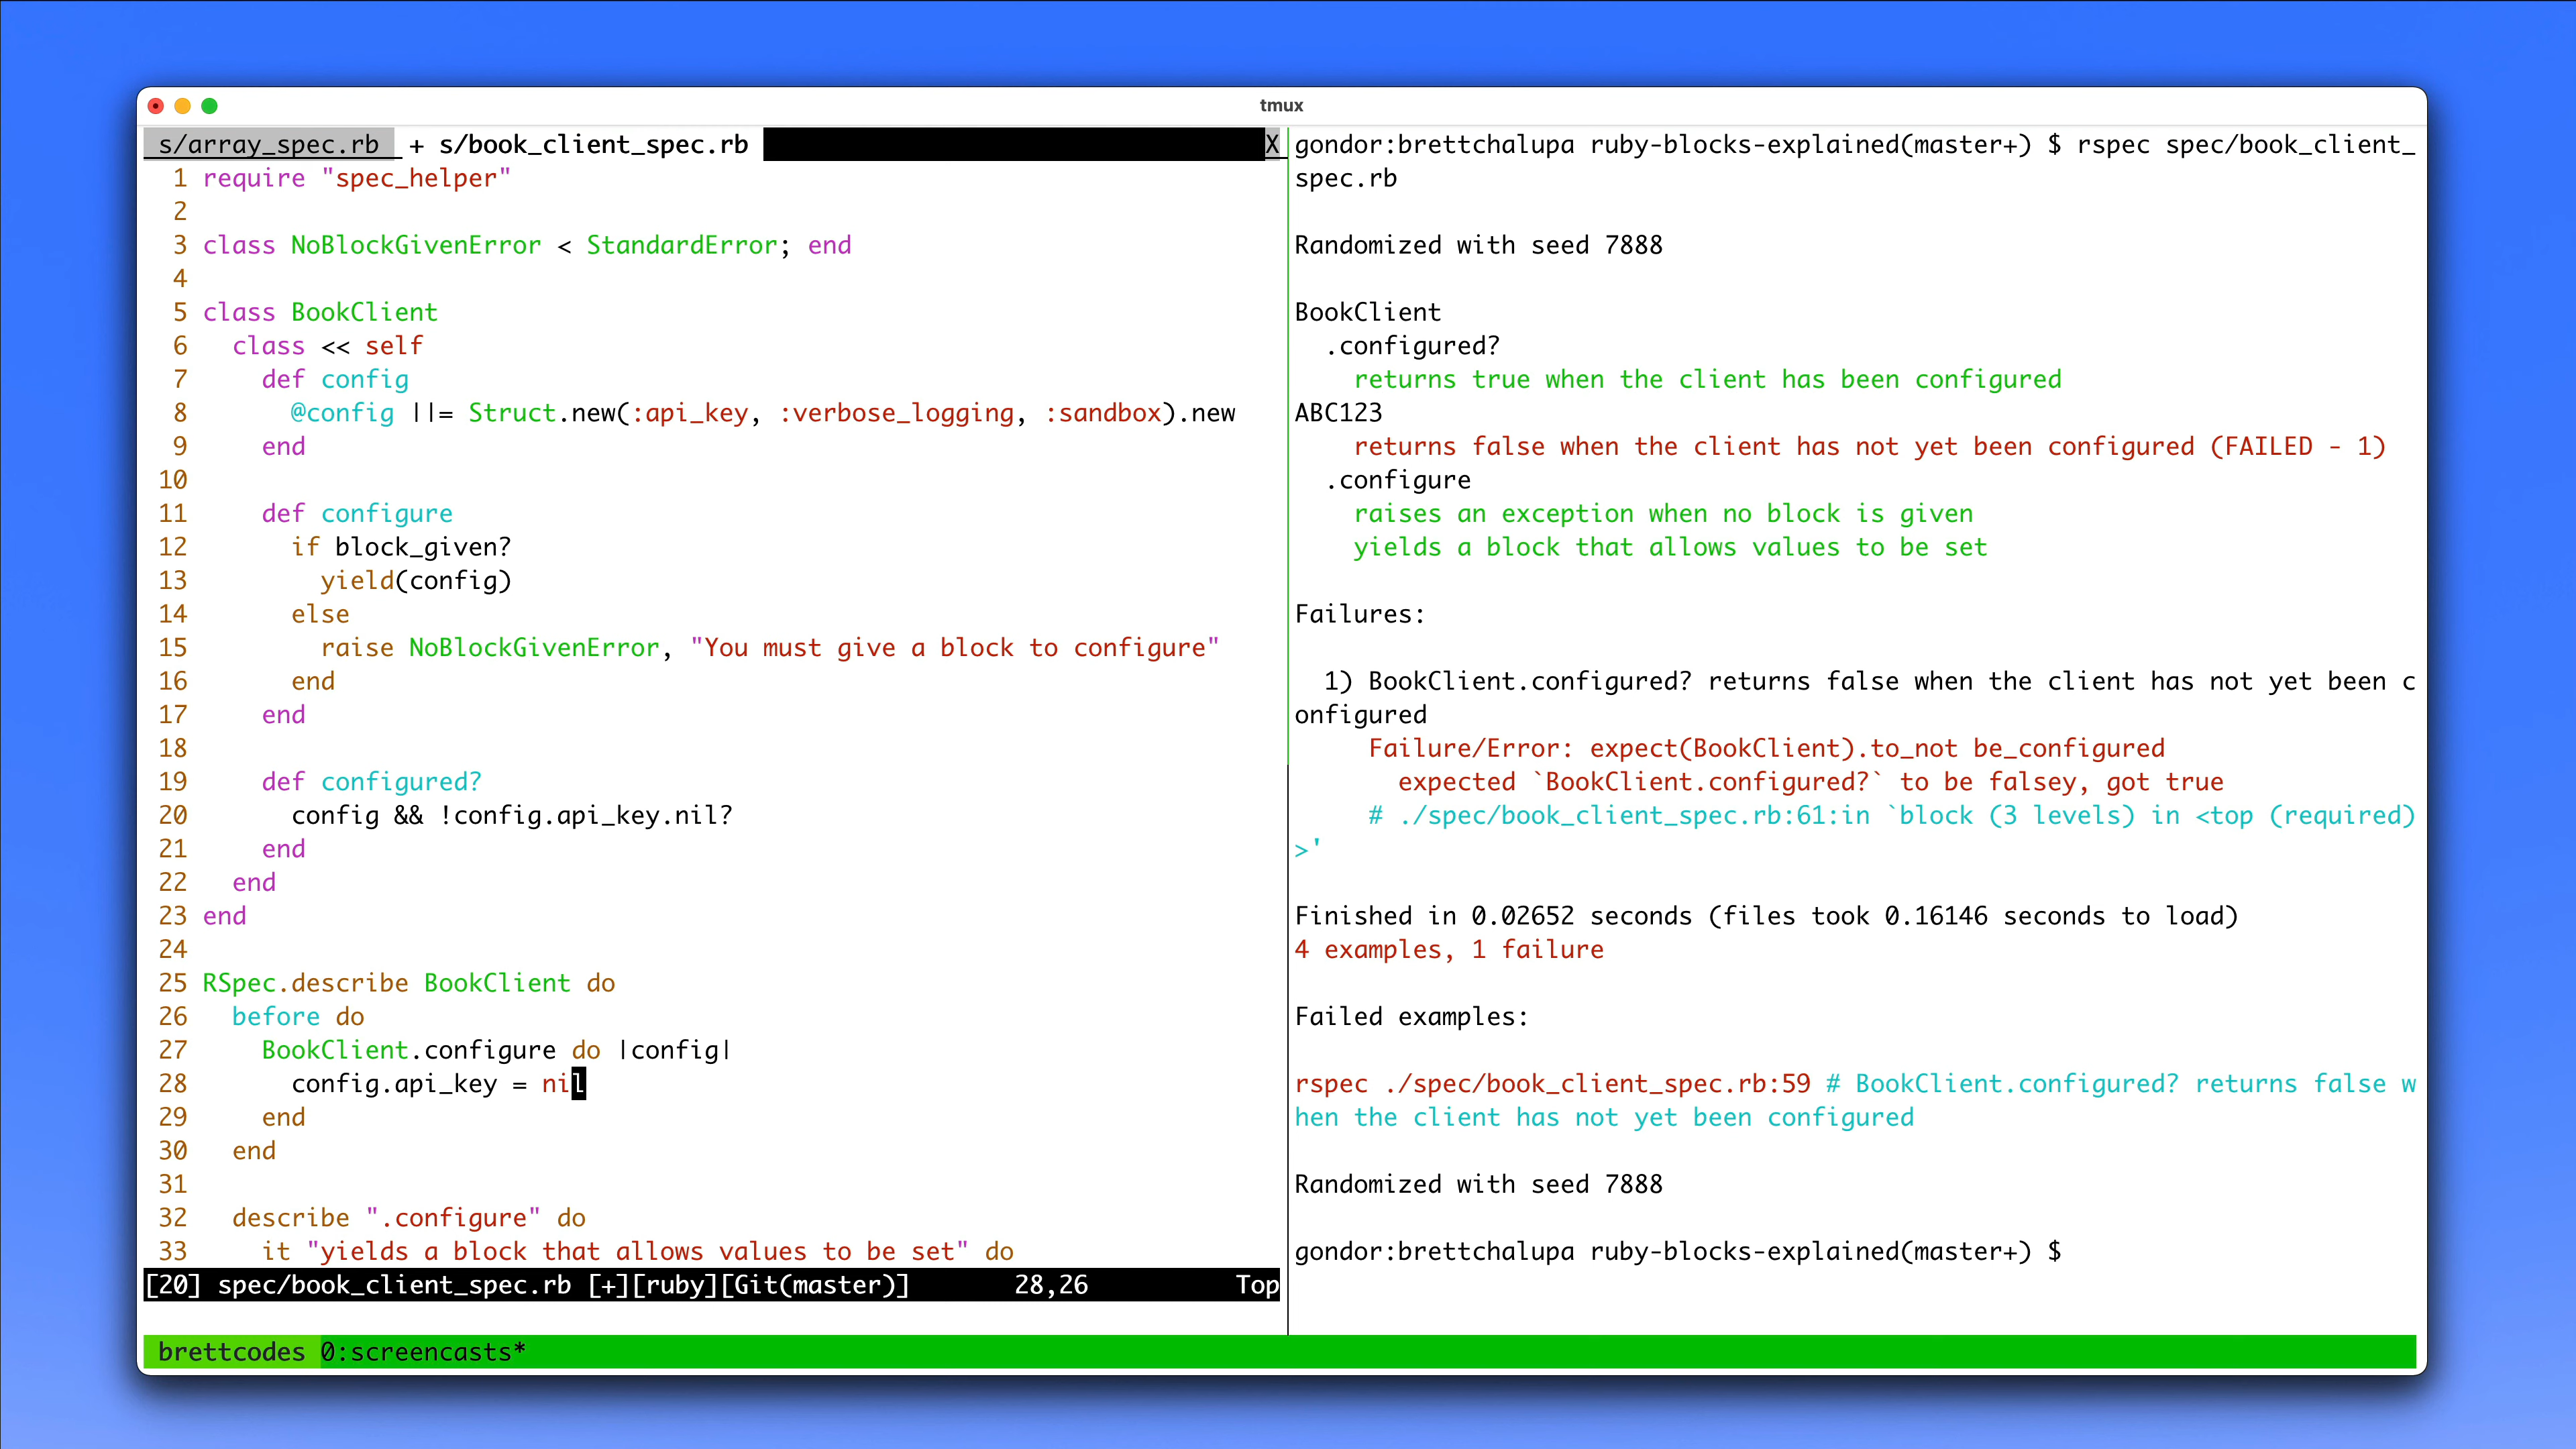 tmux
s/array_spec.rb + s/book_client_spec.rb X
1 require "spec_helper"
2
3 class NoBlockGivenError < StandardError; end
4
5 class BookClient
6 class << self
7 def config
8 @config ||= Struct.new(:api_key, :verbose_logging, :sandbox).new
9 end
10
11 def configure
12 if block_given?
13 yield(config)
14 else
15 raise NoBlockGivenError, "You must give a block to configure"
16 end
17 end
18
19 def configured?
20 config && !config.api_key.nil?
21 end
22 end
23 end
24
25 RSpec.describe BookClient do
26 before do
27 BookClient.configure do |config|
28 config.api_key = nil
29 end
30 end
31
32 describe ".configure" do
33 it "yields a block that allows values to be set" do
[20] spec/book_client_spec.rb [+][ruby][Git(master)] 28,26 Top
gondor:brettchalupa ruby-blocks-explained(master+) $ rspec spec/book_client_
spec.rb
Randomized with seed 7888
BookClient
.configured?
returns true when the client has been configured
ABC123
returns false when the client has not yet been configured (FAILED - 1)
.configure
raises an exception when no block is given
yields a block that allows values to be set
Failures:
1) BookClient.configured? returns false when the client has not yet been c
onfigured
Failure/Error: expect(BookClient).to_not be_configured
expected `BookClient.configured?` to be falsey, got true
# ./spec/book_client_spec.rb:61:in `block (3 levels) in <top (required)
>'
Finished in 0.02652 seconds (files took 0.16146 seconds to load)
4 examples, 1 failure
Failed examples:
rspec ./spec/book_client_spec.rb:59 # BookClient.configured? returns false w
hen the client has not yet been configured
Randomized with seed 7888
gondor:brettchalupa ruby-blocks-explained(master+) $
brettcodes 0:screencasts*